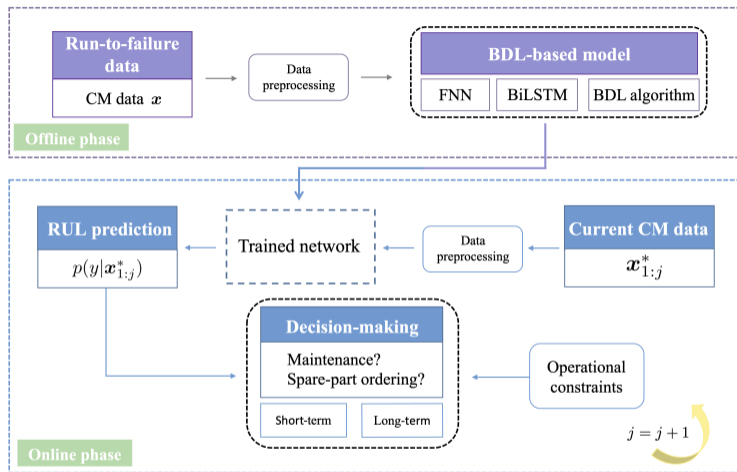 Run-to-failure
data
CM data x
Data
preprocessing
BDL-based model
FNN
BiLSTM
BDL algorithm
Offline phase
RUL prediction
p(y|x*1:j)
Trained network
Data
preprocessing
Current CM data
x*1:j
Decision-making
Maintenance?
Spare-part ordering?
Short-term
Long-term
Operational
constraints
j = j + 1
Online phase